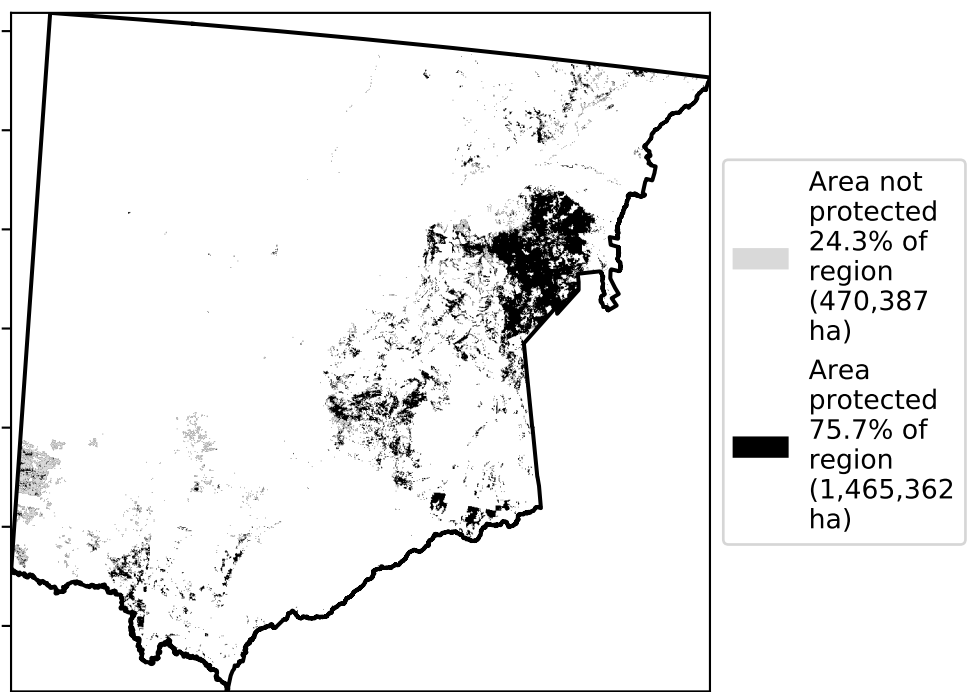 Area not
protected
24.3% of
region
(470,387
ha)
Area
protected
75.7% of
region
(1,465,362
ha)